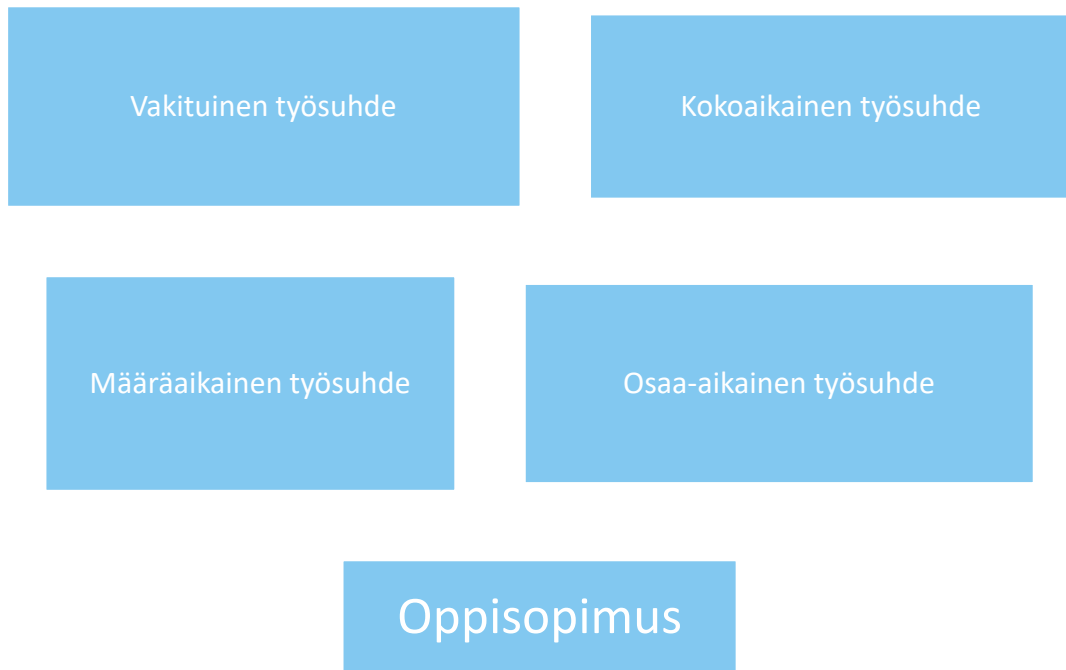 Vakituinen työsuhde
Kokoaikainen työsuhde
Määräaikainen työsuhde
Osaa-aikainen työsuhde
Oppisopimus